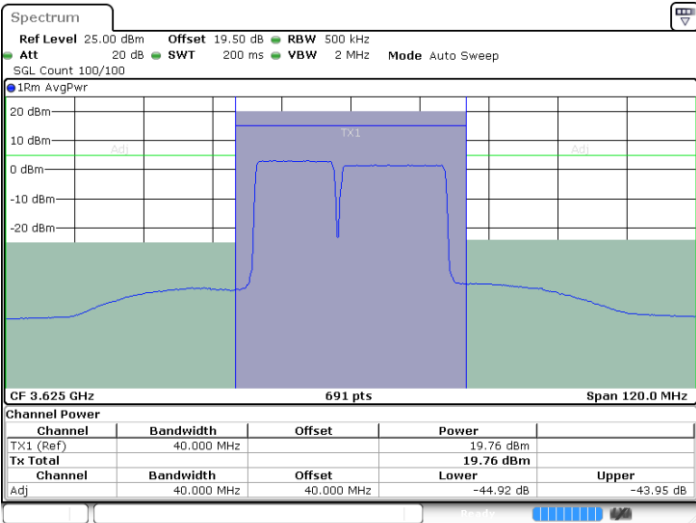 Spectrum
Ref Level 25.00 dBm Offset 19.50 dB RBW 500 kHz
Att 20 dB SWT 200 ms VBW 2 MHz Mode Auto Sweep
SGL Count 100/100
1Rm AvgPwr
20 dBm
TX1
10 dBm
Adj Adj
0 dBm
-10 dBm
-20 dBm
CF 3.625 GHz 691 pts Span 120.0 MHz
Channel Power
Channel Bandwidth Offset Power
TX1 (Ref) 40.000 MHz 19.76 dBm
Tx Total 19.76 dBm
Channel Bandwidth Offset Lower Upper
Adj 40.000 MHz 40.000 MHz -44.92 dB -43.95 dB
Ready